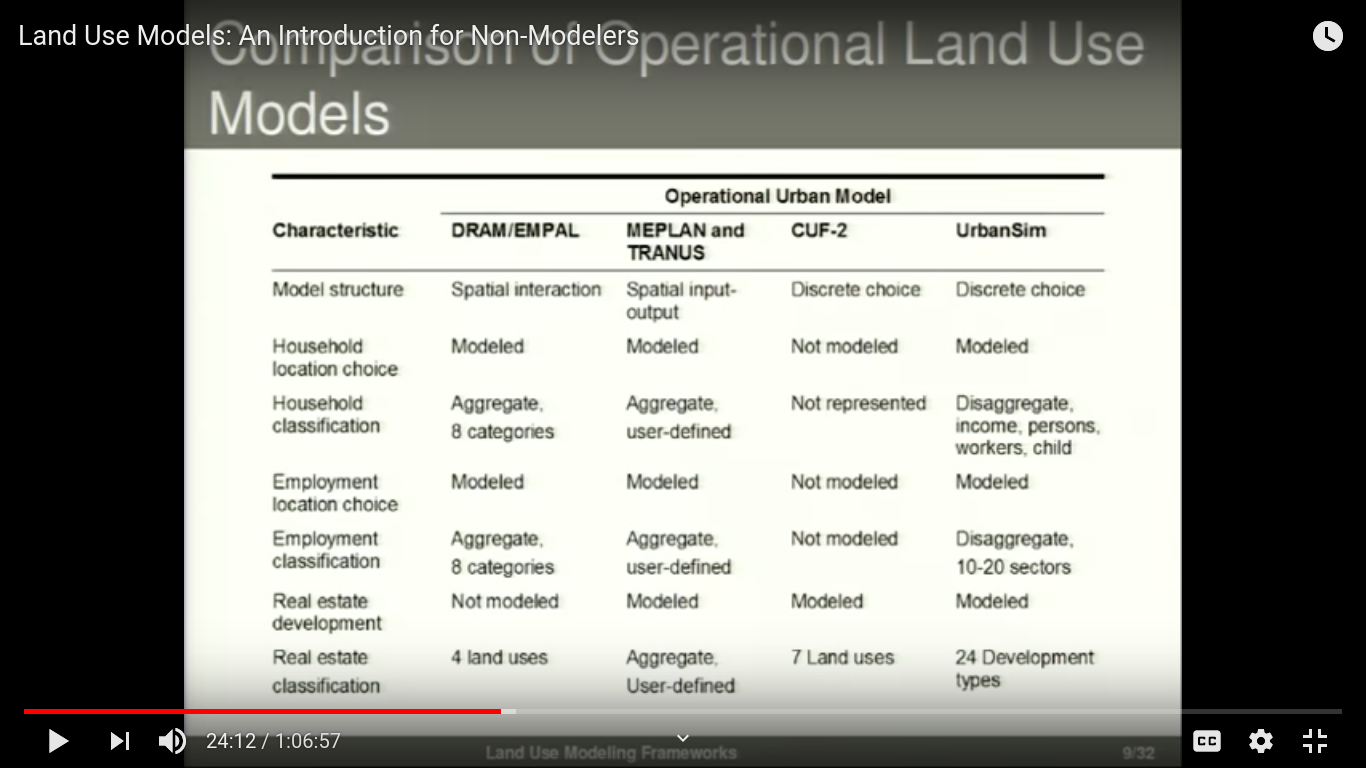 Land Use Models: An Introduction for Non-Modelers
Comparison of Operational Land Use
Models
Operational Urban Model
Characteristic DRAM/EMPAL MEPLAN and CUF-2 UrbanSim
TRANUS
Model structure Spatial interaction Spatial input- Discrete choice Discrete choice
output
Household Modeled Modeled Not modeled Modeled
location choice
Household Aggregate, Aggregate, Not represented Disaggregate,
classification 8 categories user-defined income, persons,
workers, child
Employment Modeled Modeled Not modeled Modeled
location choice
Employment Aggregate, Aggregate, Not modeled Disaggregate,
classification 8 categories user-defined 10-20 sectors
Real estate Not modeled Modeled Modeled Modeled
development
Real estate 4 land uses Aggregate, 7 Land uses 24 Development
classification User-defined types
24:12 / 1:06:57 CC
Land Use Modeling Frameworks 9/32